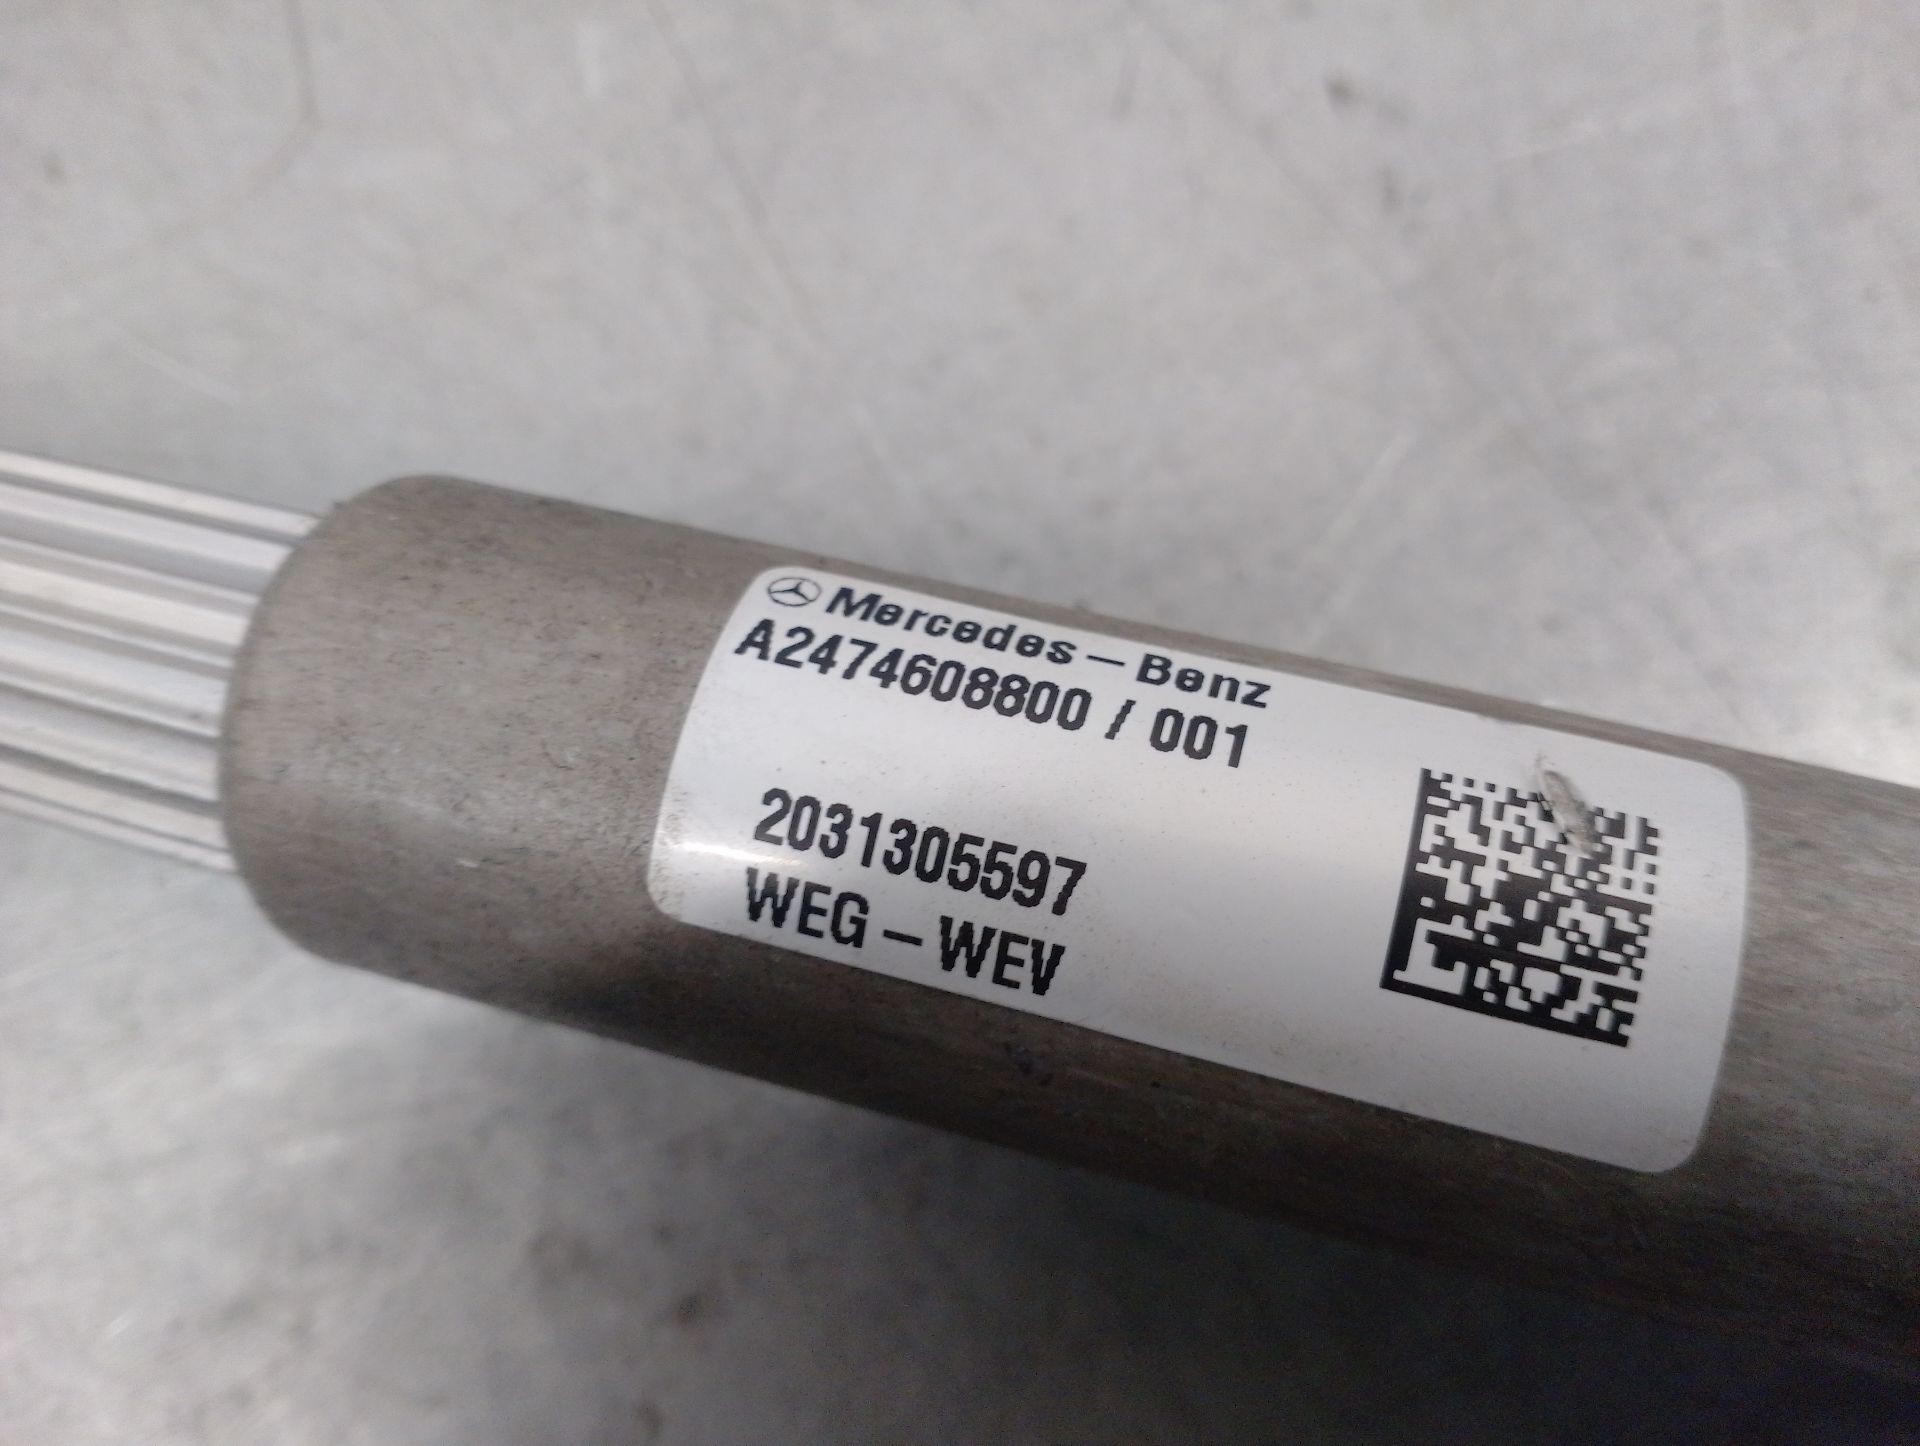 Mercedes-Benz
A2474608800 / 001
2031305597
WEG-WEV